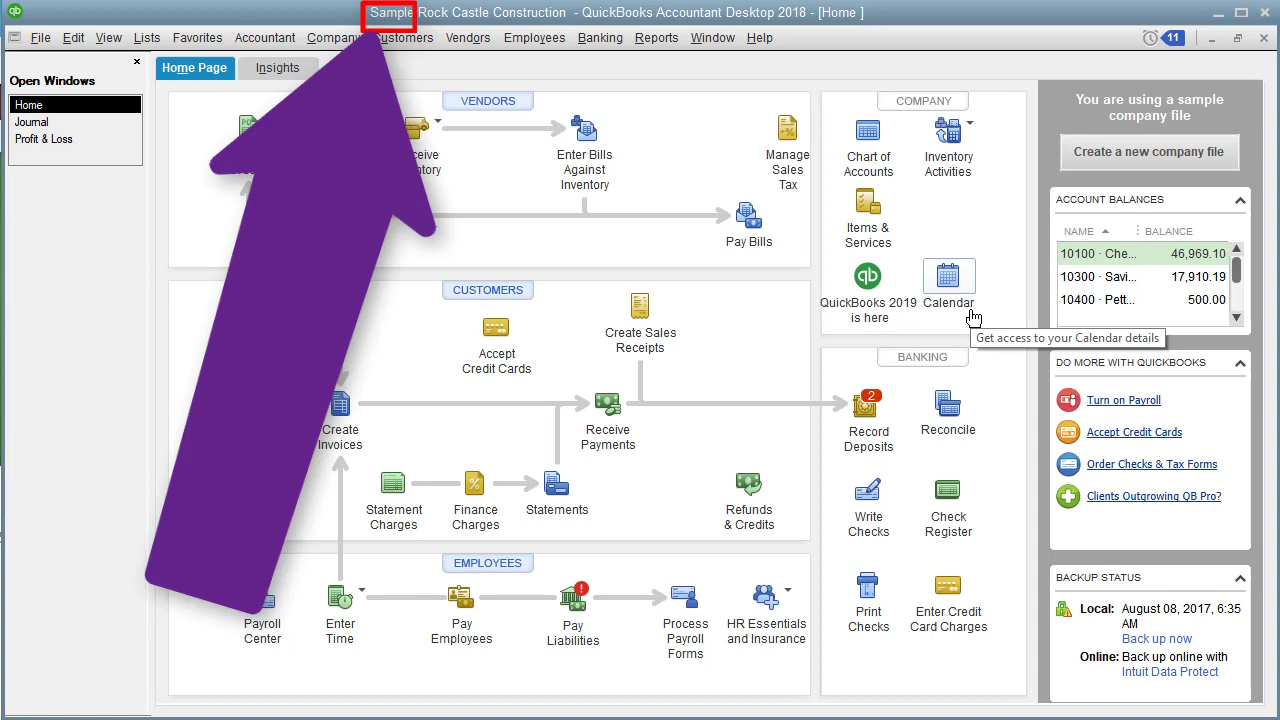 Sample Rock Castle Construction - QuickBooks Accountant Desktop 2018 - [Home ]
File Edit View Lists Favorites Accountant Company Customers Vendors Employees Banking Reports Window Help
11
Open Windows
Home
Journal
Profit & Loss
Home Page
Insights
VENDORS
Enter Bills
Against
Inventory
Manage
Sales
Tax
Pay Bills
CUSTOMERS
Accept
Credit Cards
Create Sales
Receipts
Create
Invoices
Receive
Payments
Statement
Charges
Finance
Charges
Statements
Refunds
& Credits
EMPLOYEES
Payroll
Center
Enter
Time
Pay
Employees
Pay
Liabilities
Process
Payroll
Forms
HR Essentials
and Insurance
COMPANY
Chart of
Accounts
Inventory
Activities
Items &
Services
qb
QuickBooks 2019
is here
Calendar
Get access to your Calendar details
BANKING
2
Record
Deposits
Reconcile
Write
Checks
Check
Register
Print
Checks
Enter Credit
Card Charges
You are using a sample
company file
Create a new company file
ACCOUNT BALANCES
NAME BALANCE
10100 · Che... 46,969.10
10300 · Savi... 17,910.19
10400 · Pett... 500.00
DO MORE WITH QUICKBOOKS
Turn on Payroll
Accept Credit Cards
Order Checks & Tax Forms
Clients Outgrowing QB Pro?
BACKUP STATUS
Local: August 08, 2017, 6:35
AM
Back up now
Online: Back up online with
Intuit Data Protect